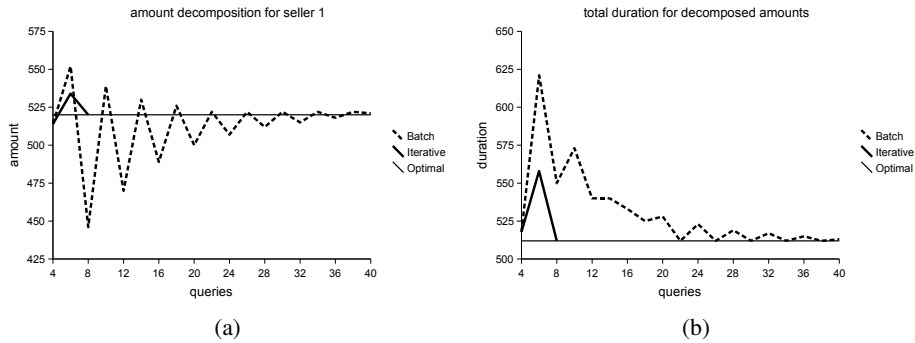 amount decomposition for seller 1
575
550
525
500
475
450
425
amount
4 8 12 16 20 24 28 32 36 40
queries
Batch
Iterative
Optimal
(a)
total duration for decomposed amounts
650
625
600
575
550
525
500
duration
4 8 12 16 20 24 28 32 36 40
queries
Batch
Iterative
Optimal
(b)